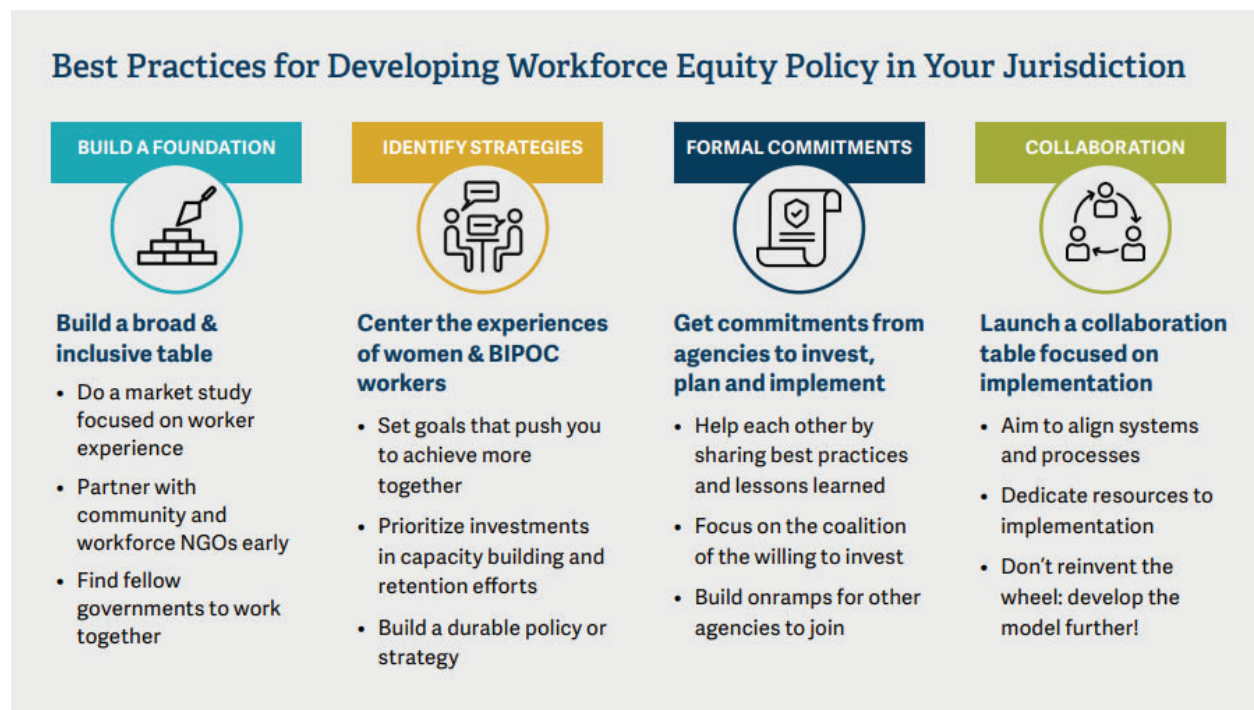 Best Practices for Developing Workforce Equity Policy in Your Jurisdiction
BUILD A FOUNDATION
Build a broad &
inclusive table
• Do a market study
focused on worker
experience
• Partner with
community and
workforce NGOs early
• Find fellow
governments to work
together
IDENTIFY STRATEGIES
Center the experiences
of women & BIPOC
workers
• Set goals that push you
to achieve more
together
• Prioritize investments
in capacity building and
retention efforts
• Build a durable policy or
strategy
FORMAL COMMITMENTS
Get commitments from
agencies to invest,
plan and implement
• Help each other by
sharing best practices
and lessons learned
• Focus on the coalition
of the willing to invest
• Build onramps for other
agencies to join
COLLABORATION
Launch a collaboration
table focused on
implementation
• Aim to align systems
and processes
• Dedicate resources to
implementation
• Don’t reinvent the
wheel: develop the
model further!